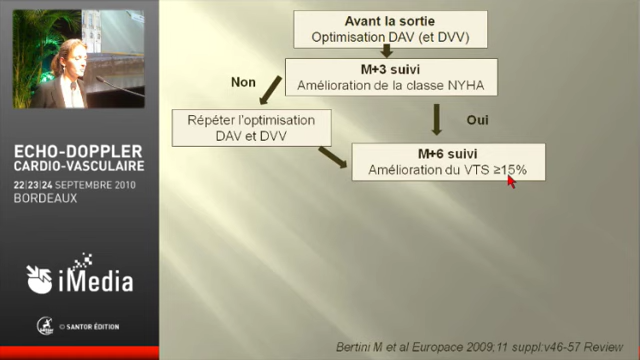 Avant la sortie
Optimisation DAV (et DVV)
M+3 suivi
Amélioration de la classe NYHA
Non
Oui
Répéter l'optimisation
DAV et DVV
M+6 suivi
Amélioration du VTS ≥15%
ECHO-DOPPLER
CARDIO-VASCULAIRE
22|23|24 SEPTEMBRE 2010
BORDEAUX
iMedia
© SANTOR ÉDITION
Bertini M et al Europace 2009;11 suppl:v46-57 Review